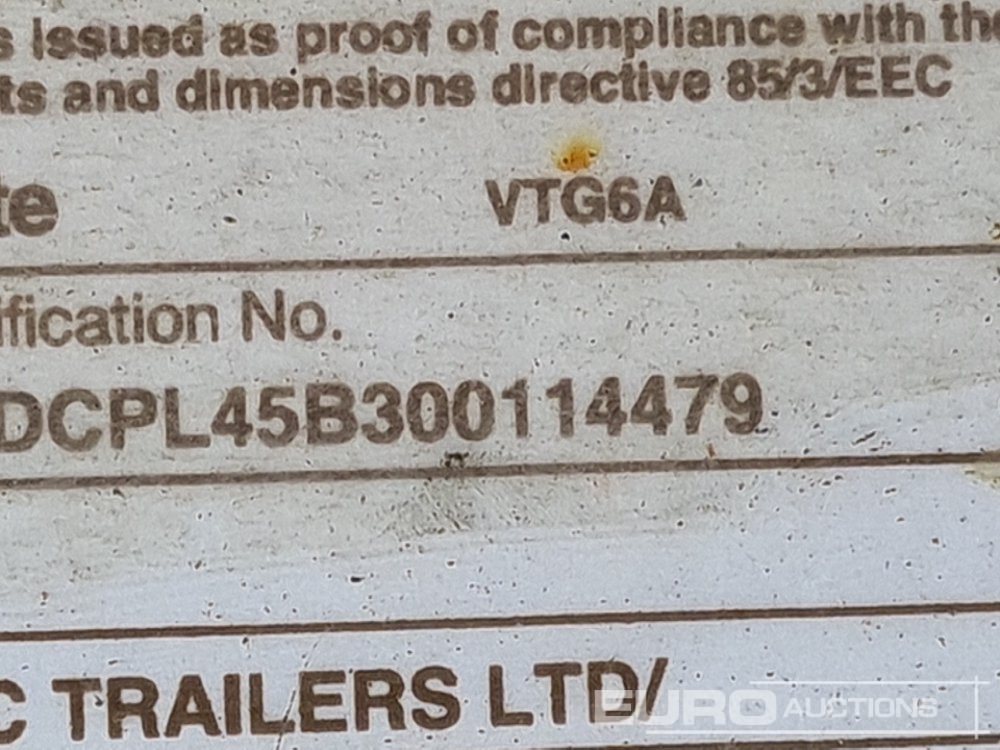 s issued as proof of compliance with the
ts and dimensions directive 85/3/EEC
te VTG6A
ification No.
DCPL45B300114479
C TRAILERS LTD/
EURO AUCTIONS